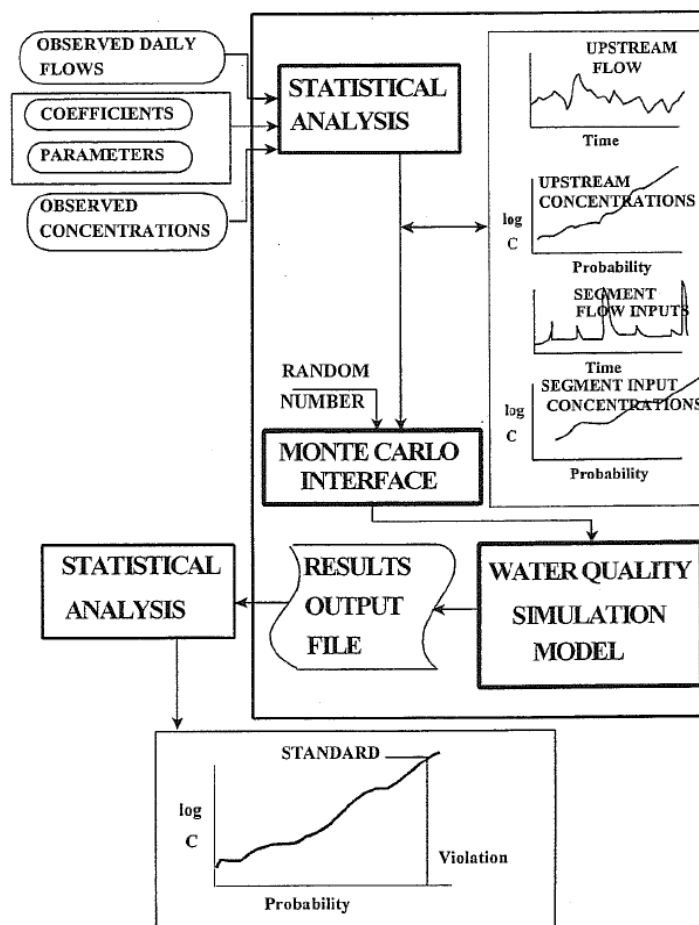 OBSERVED DAILY
FLOWS
COEFFICIENTS
PARAMETERS
OBSERVED
CONCENTRATIONS
STATISTICAL
ANALYSIS
UPSTREAM
FLOW
Time
UPSTREAM
CONCENTRATIONS
log
C
Probability
SEGMENT
FLOW INPUTS
Time
SEGMENT INPUT
CONCENTRATIONS
log
C
Probability
RANDOM
NUMBER
MONTE CARLO
INTERFACE
WATER QUALITY
SIMULATION
MODEL
RESULTS
OUTPUT
FILE
STATISTICAL
ANALYSIS
STANDARD
log
C
Violation
Probability